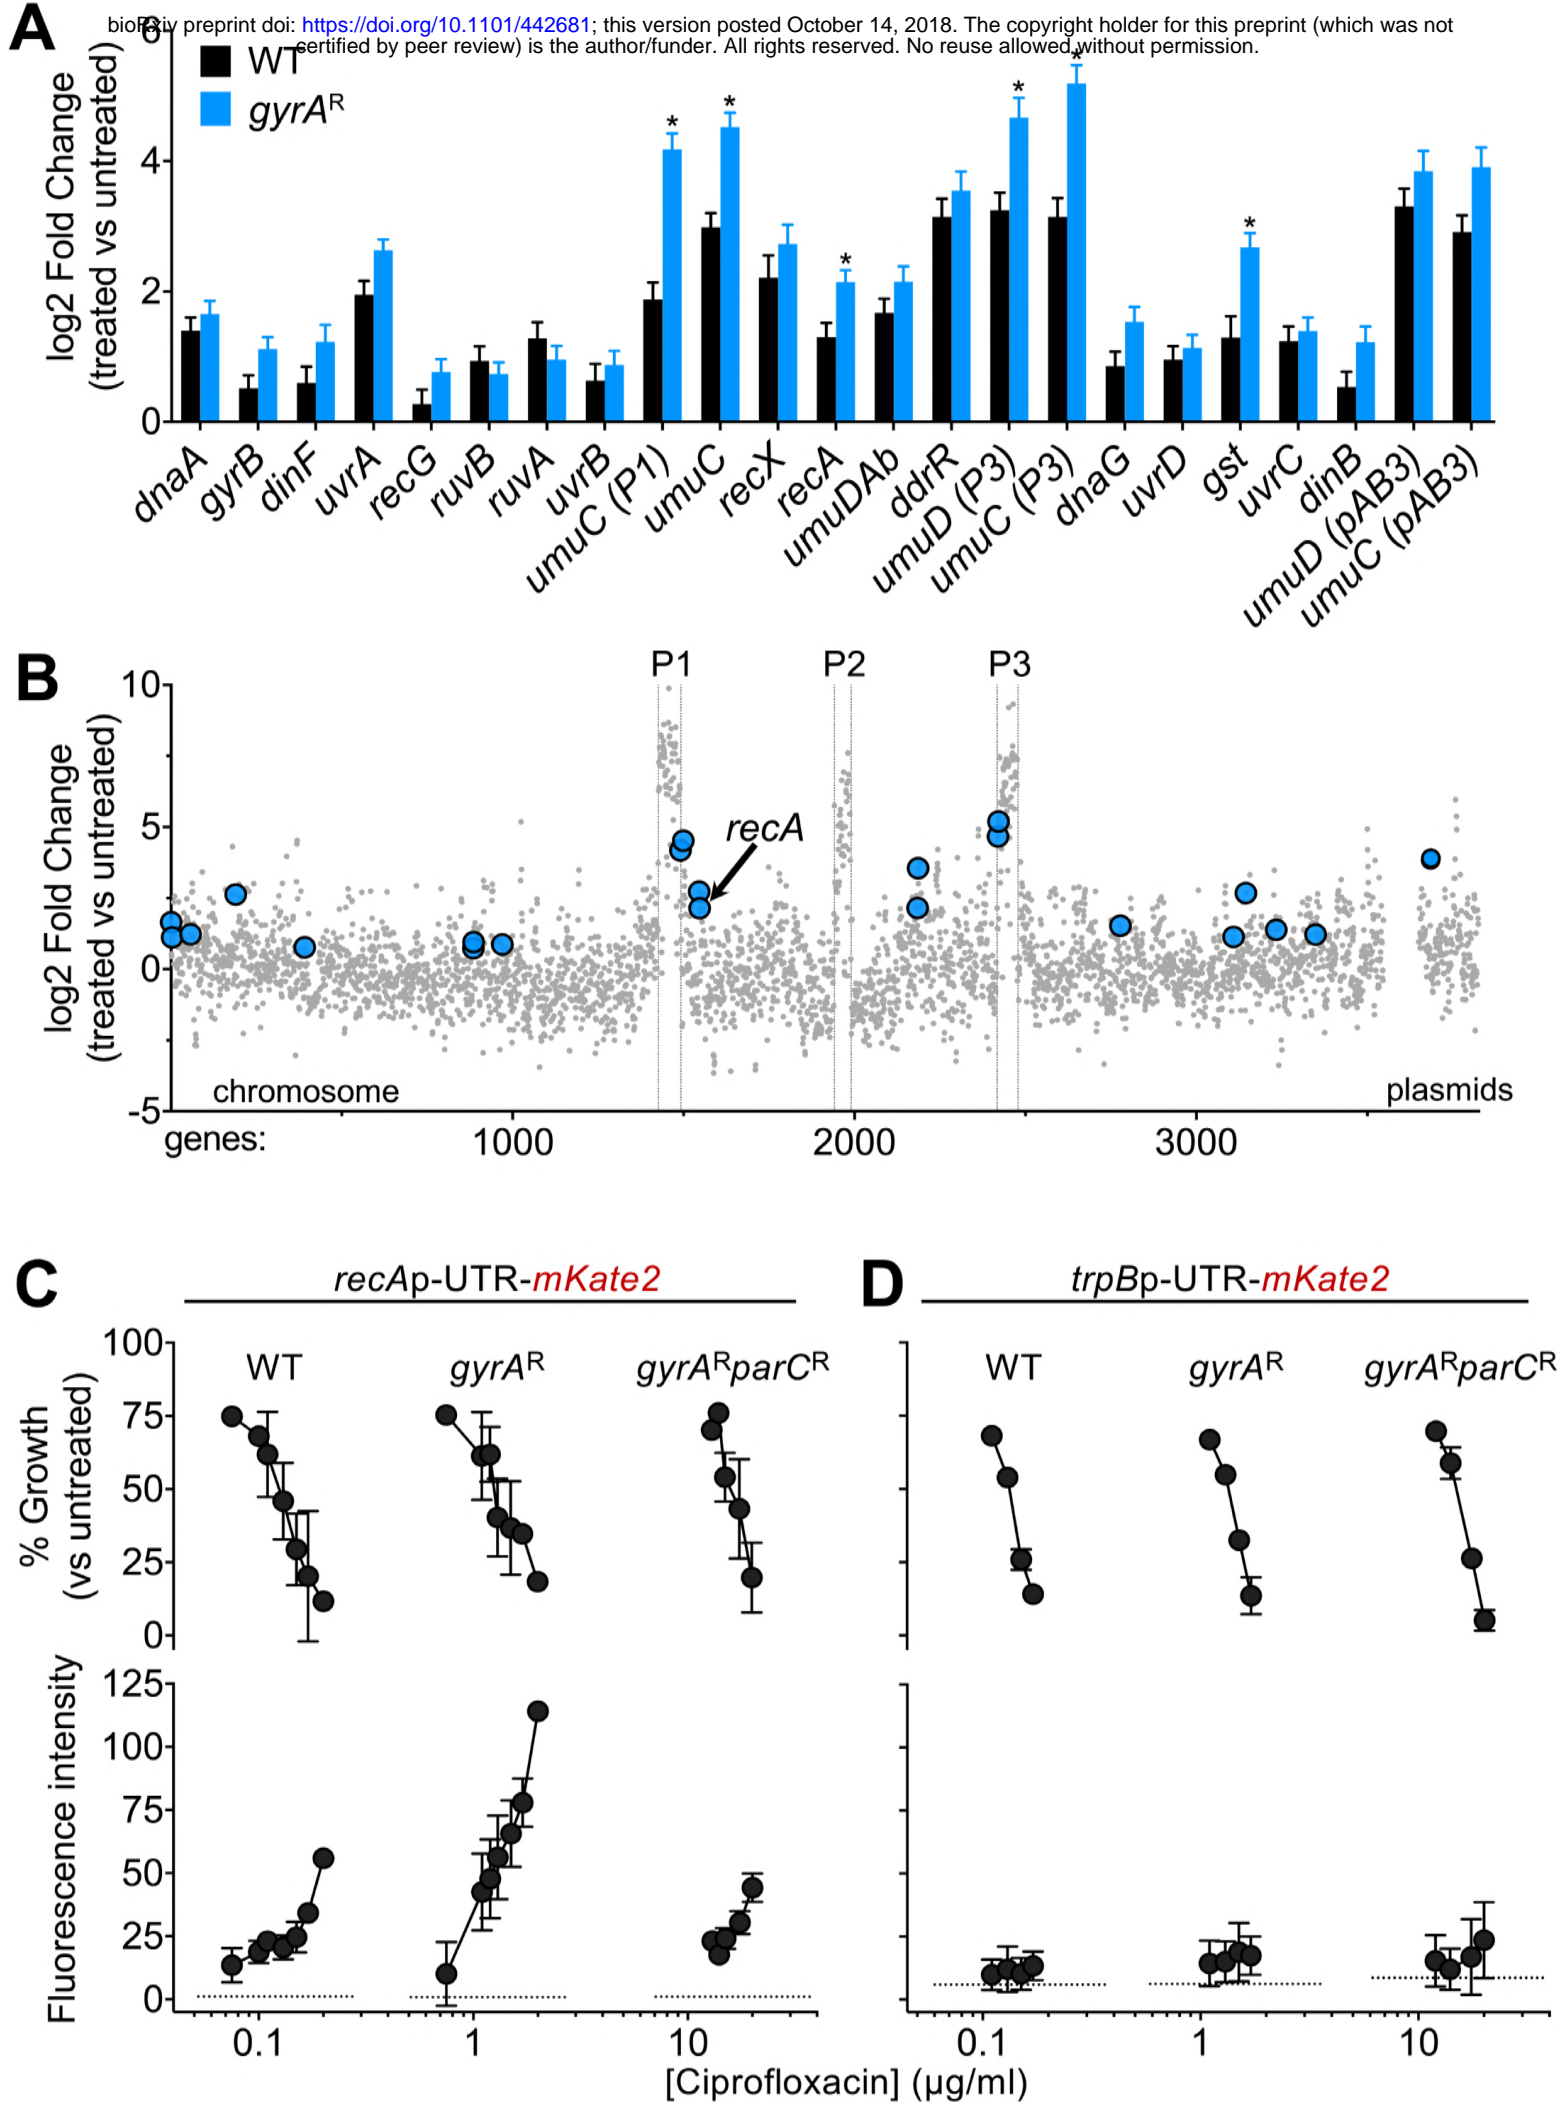 bioRxiv preprint doi: https://doi.org/10.1101/442681; this version posted October 14, 2018. The copyright holder for this preprint (which was not
certified by peer review) is the author/funder. All rights reserved. No reuse allowed without permission.
A
log2 Fold Change
(treated vs untreated)
6
4
2
0
WT
gyrAᴿ
* * * * * *
dnaA gyrB dinF uvrA recG ruvB ruvA uvrB umuC (P1) umuC recX recA umuDAb ddrR umuD (P3) umuC (P3) dnaG uvrD gst uvrC dinB umuD (pAB3) umuC (pAB3)
B
P1 P2 P3
log2 Fold Change
(treated vs untreated)
10
5
0
-5
recA
chromosome
plasmids
genes: 1000 2000 3000
C
recAp-UTR-mKate2
D
trpBp-UTR-mKate2
% Growth
(vs untreated)
100
75
50
25
0
WT gyrAᴿ gyrAᴿparCᴿ
WT gyrAᴿ gyrAᴿparCᴿ
Fluorescence intensity
125
100
75
50
25
0
0.1 1 10
0.1 1 10
[Ciprofloxacin] (µg/ml)